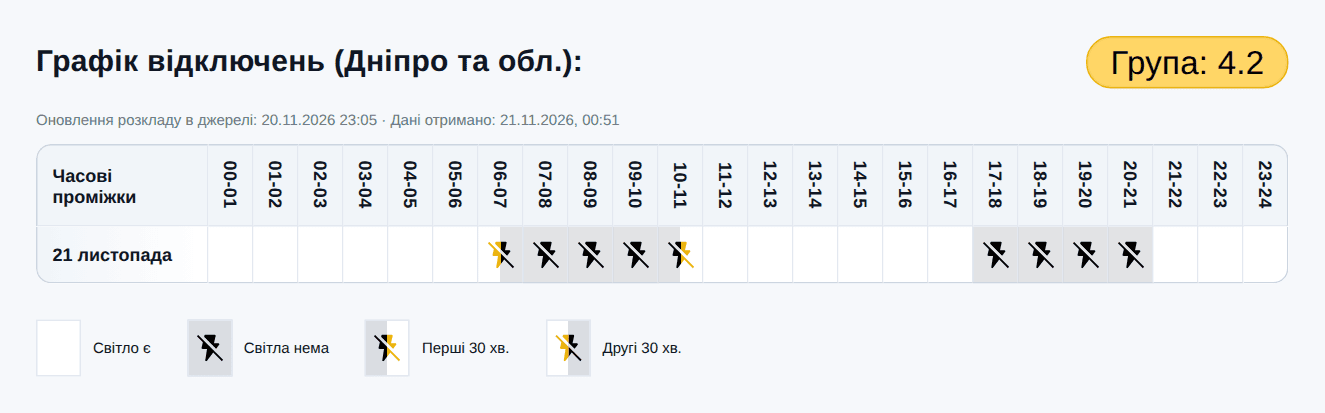 Графік відключень (Дніпро та обл.):
Група: 4.2
Оновлення розкладу в джерелі: 20.11.2026 23:05 · Дані отримано: 21.11.2026, 00:51
Часові
проміжки
00-01
01-02
02-03
03-04
04-05
05-06
06-07
07-08
08-09
09-10
10-11
11-12
12-13
13-14
14-15
15-16
16-17
17-18
18-19
19-20
20-21
21-22
22-23
23-24
21 листопада
Світло є
Світла нема
Перші 30 хв.
Другі 30 хв.